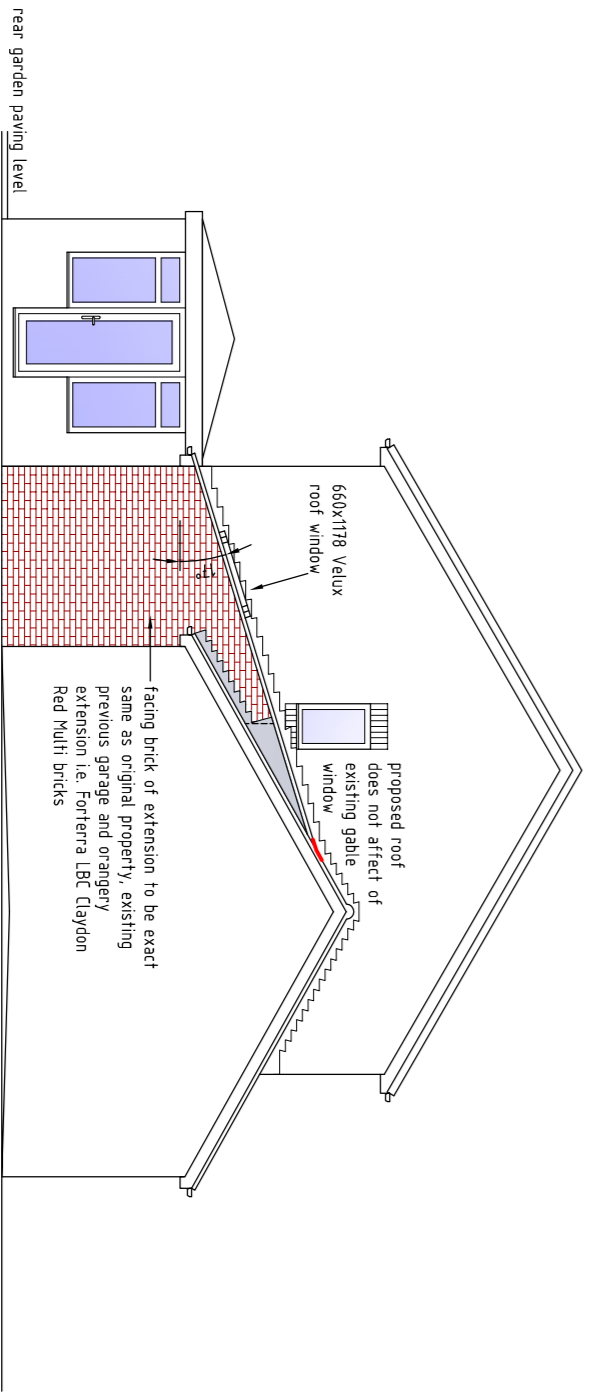 rear garden paving level
660x1178 Velux
roof window
17°
proposed roof
does not affect of
existing gable
window
facing brick of extension to be exact
same as original property, existing
previous garage and orangery
extension i.e. Forterra LBC Claydon
Red Multi bricks